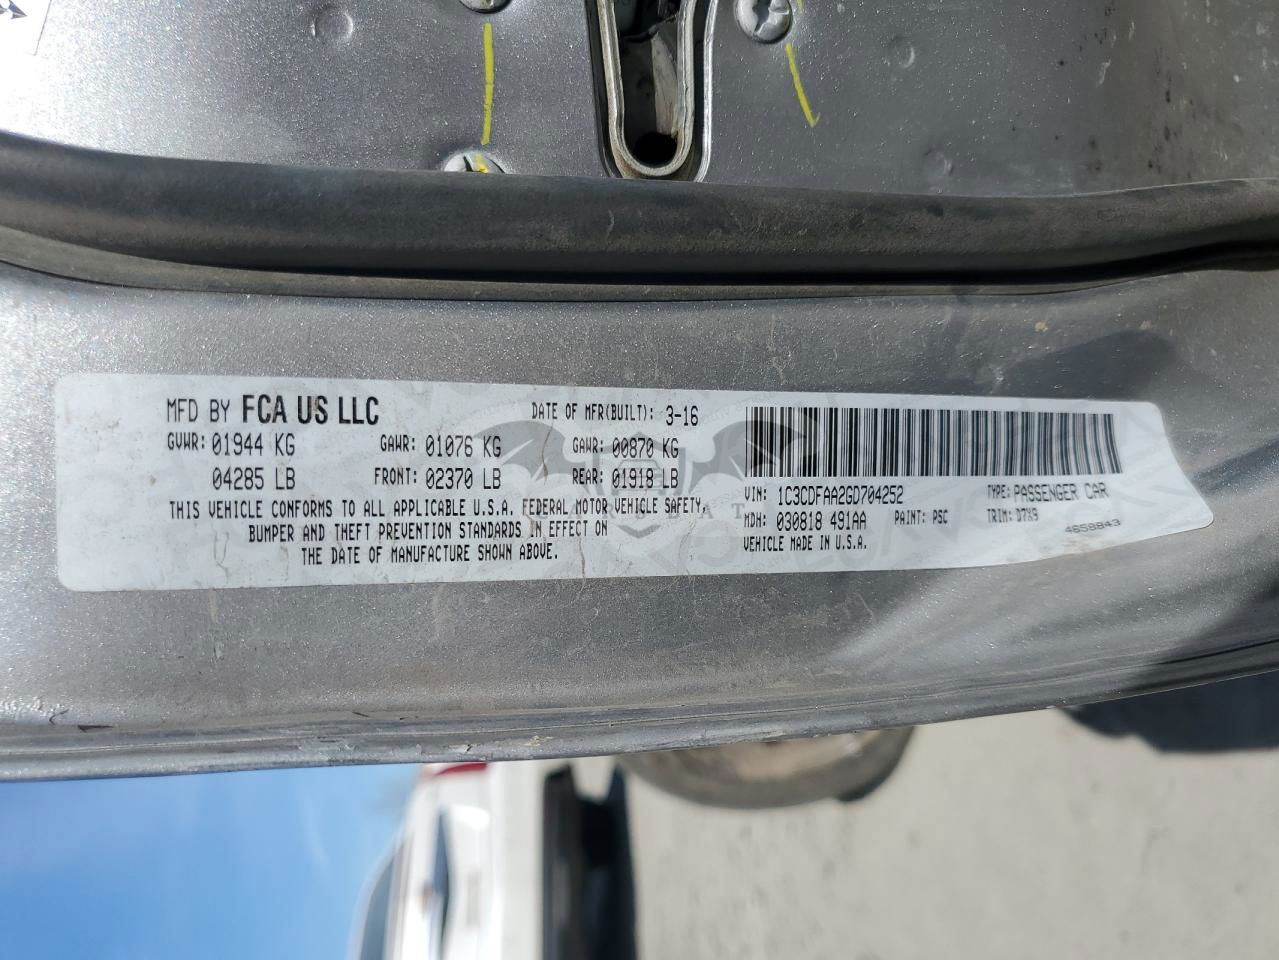 MFD BY FCA US LLC DATE OF MFR(BUILT): 3-16
GVWR: 01944 KG GAWR: 01076 KG GAWR: 00870 KG
04285 LB FRONT: 02370 LB REAR: 01918 LB
THIS VEHICLE CONFORMS TO ALL APPLICABLE U.S.A. FEDERAL MOTOR VEHICLE SAFETY,
BUMPER AND THEFT PREVENTION STANDARDS IN EFFECT ON
THE DATE OF MANUFACTURE SHOWN ABOVE.
VIN: 1C3CDFAA2GD704252 TYPE: PASSENGER CAR
MDH: 030818 491AA PAINT: PSC TRIM: D7X9
VEHICLE MADE IN U.S.A. 4658843